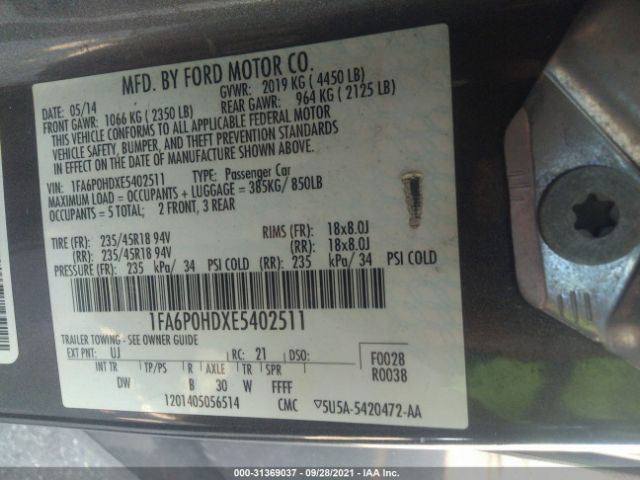 MFD. BY FORD MOTOR CO.
DATE: 05/14 GVWR: 2019 KG ( 4450 LB)
FRONT GAWR: 1066 KG ( 2350 LB) REAR GAWR: 964 KG ( 2125 LB)
THIS VEHICLE CONFORMS TO ALL APPLICABLE FEDERAL MOTOR
VEHICLE SAFETY, BUMPER, AND THEFT PREVENTION STANDARDS
IN EFFECT ON THE DATE OF MANUFACTURE SHOWN ABOVE.
VIN: 1FA6P0HDXE5402511 TYPE: Passenger Car
MAXIMUM LOAD = OCCUPANTS + LUGGAGE = 385KG/ 850LB
OCCUPANTS = 5 TOTAL; 2 FRONT, 3 REAR
TIRE (FR): 235/45R18 94V RIMS (FR): 18x8.0J
(RR): 235/45R18 94V (RR): 18x8.0J
PRESSURE (FR): 235 kPa/ 34 PSI COLD (RR): 235 kPa/ 34 PSI COLD
1FA6P0HDXE5402511
TRAILER TOWING - SEE OWNER GUIDE
EXT PNT: UJ RC: 21 DSO: F0028
INT TR TP/PS R AXLE TR SPR R0038
DW B 30 W FFFF
1201405056514 CMC ▽5U5A-5420472-AA
000-31369037 - 09/28/2021 - IAA Inc.